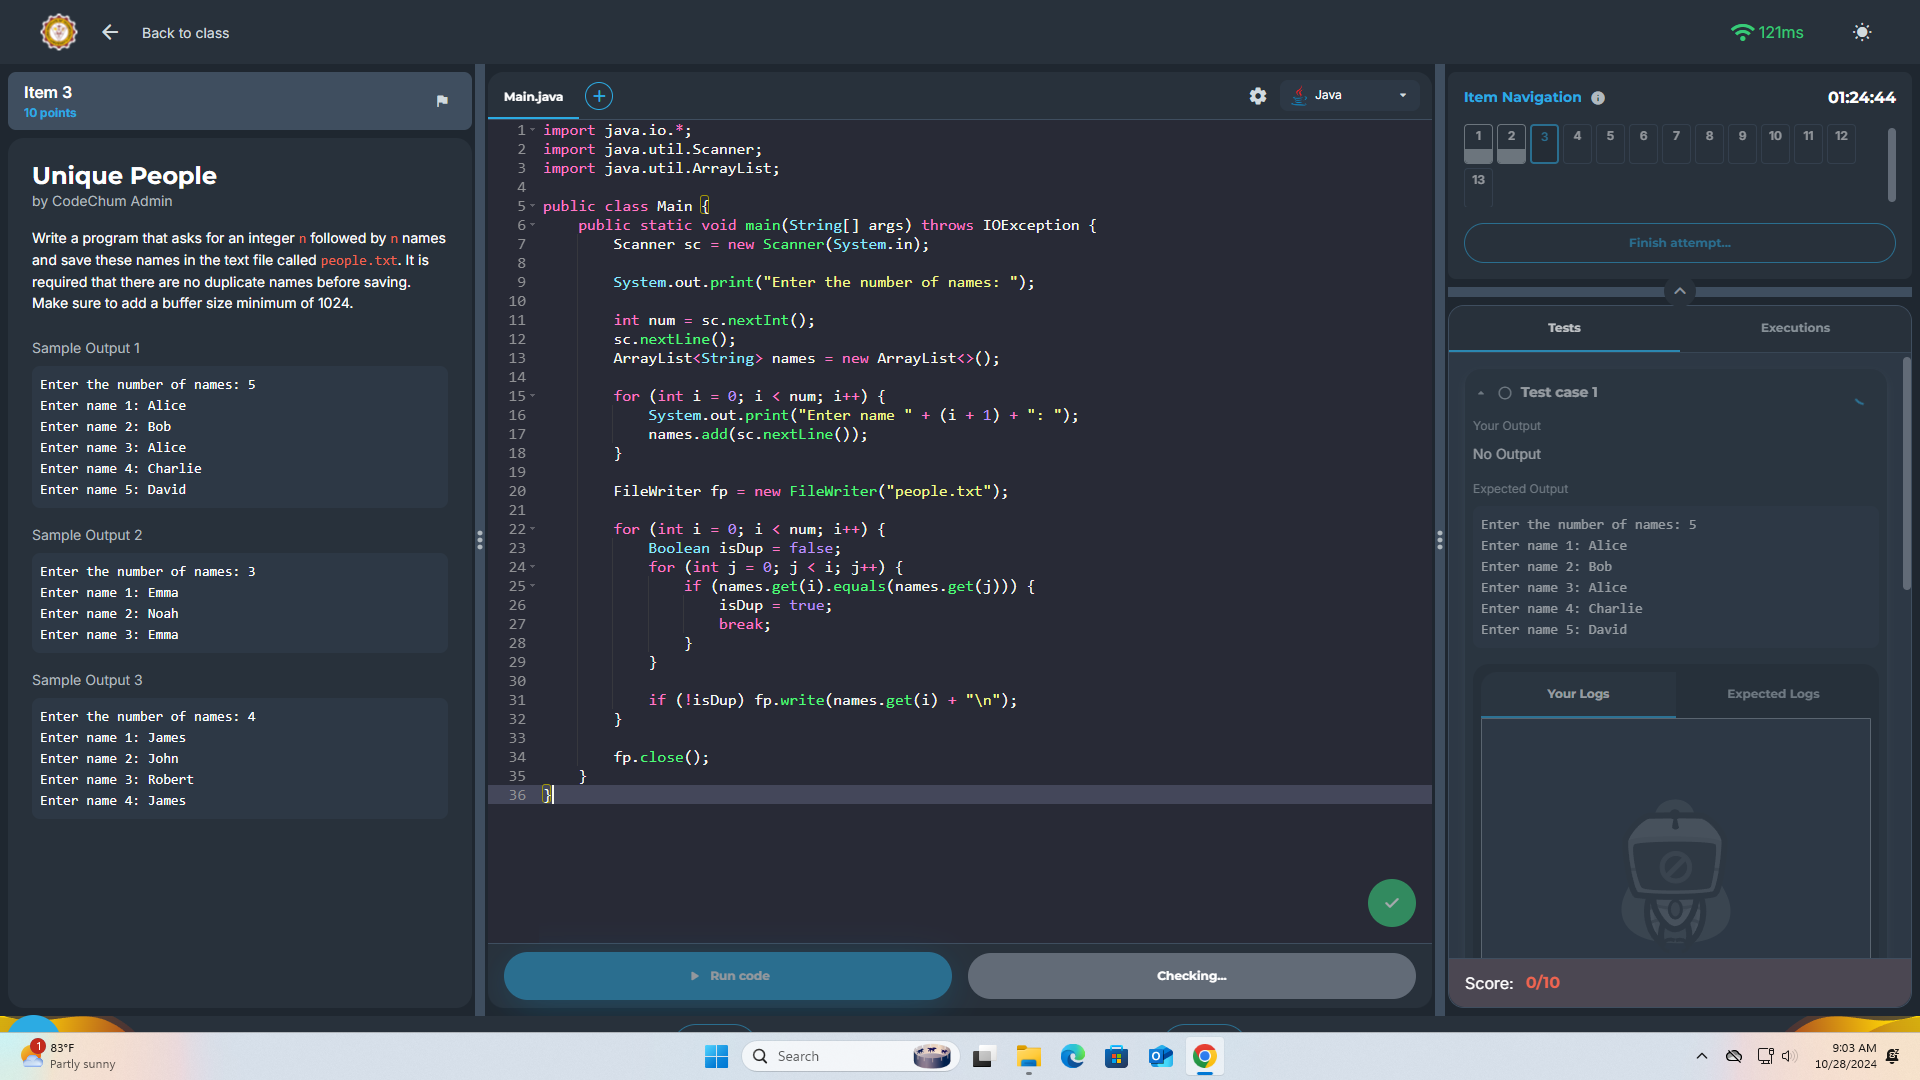 Back to class
121ms
Item 3
10 points
Unique People
by CodeChum Admin
Write a program that asks for an integer n followed by n names
and save these names in the text file called people.txt. It is
required that there are no duplicate names before saving.
Make sure to add a buffer size minimum of 1024.
Sample Output 1
Enter the number of names: 5
Enter name 1: Alice
Enter name 2: Bob
Enter name 3: Alice
Enter name 4: Charlie
Enter name 5: David
Sample Output 2
Enter the number of names: 3
Enter name 1: Emma
Enter name 2: Noah
Enter name 3: Emma
Sample Output 3
Enter the number of names: 4
Enter name 1: James
Enter name 2: John
Enter name 3: Robert
Enter name 4: James
Main.java
Java
1 import java.io.*;
2 import java.util.Scanner;
3 import java.util.ArrayList;
4
5 public class Main {
6     public static void main(String[] args) throws IOException {
7         Scanner sc = new Scanner(System.in);
8
9         System.out.print("Enter the number of names: ");
10
11         int num = sc.nextInt();
12         sc.nextLine();
13         ArrayList<String> names = new ArrayList<>();
14
15         for (int i = 0; i < num; i++) {
16             System.out.print("Enter name " + (i + 1) + ": ");
17             names.add(sc.nextLine());
18         }
19
20         FileWriter fp = new FileWriter("people.txt");
21
22         for (int i = 0; i < num; i++) {
23             Boolean isDup = false;
24             for (int j = 0; j < i; j++) {
25                 if (names.get(i).equals(names.get(j))) {
26                     isDup = true;
27                     break;
28                 }
29             }
30
31             if (!isDup) fp.write(names.get(i) + "\n");
32         }
33
34         fp.close();
35     }
36 }
Run code
Checking...
Item Navigation
01:24:44
1 2 3 4 5 6 7 8 9 10 11 12
13
Finish attempt...
Tests
Executions
Test case 1
Your Output
No Output
Expected Output
Enter the number of names: 5
Enter name 1: Alice
Enter name 2: Bob
Enter name 3: Alice
Enter name 4: Charlie
Enter name 5: David
Your Logs
Expected Logs
Score: 0/10
1
83°F
Partly sunny
Search
9:03 AM
10/28/2024